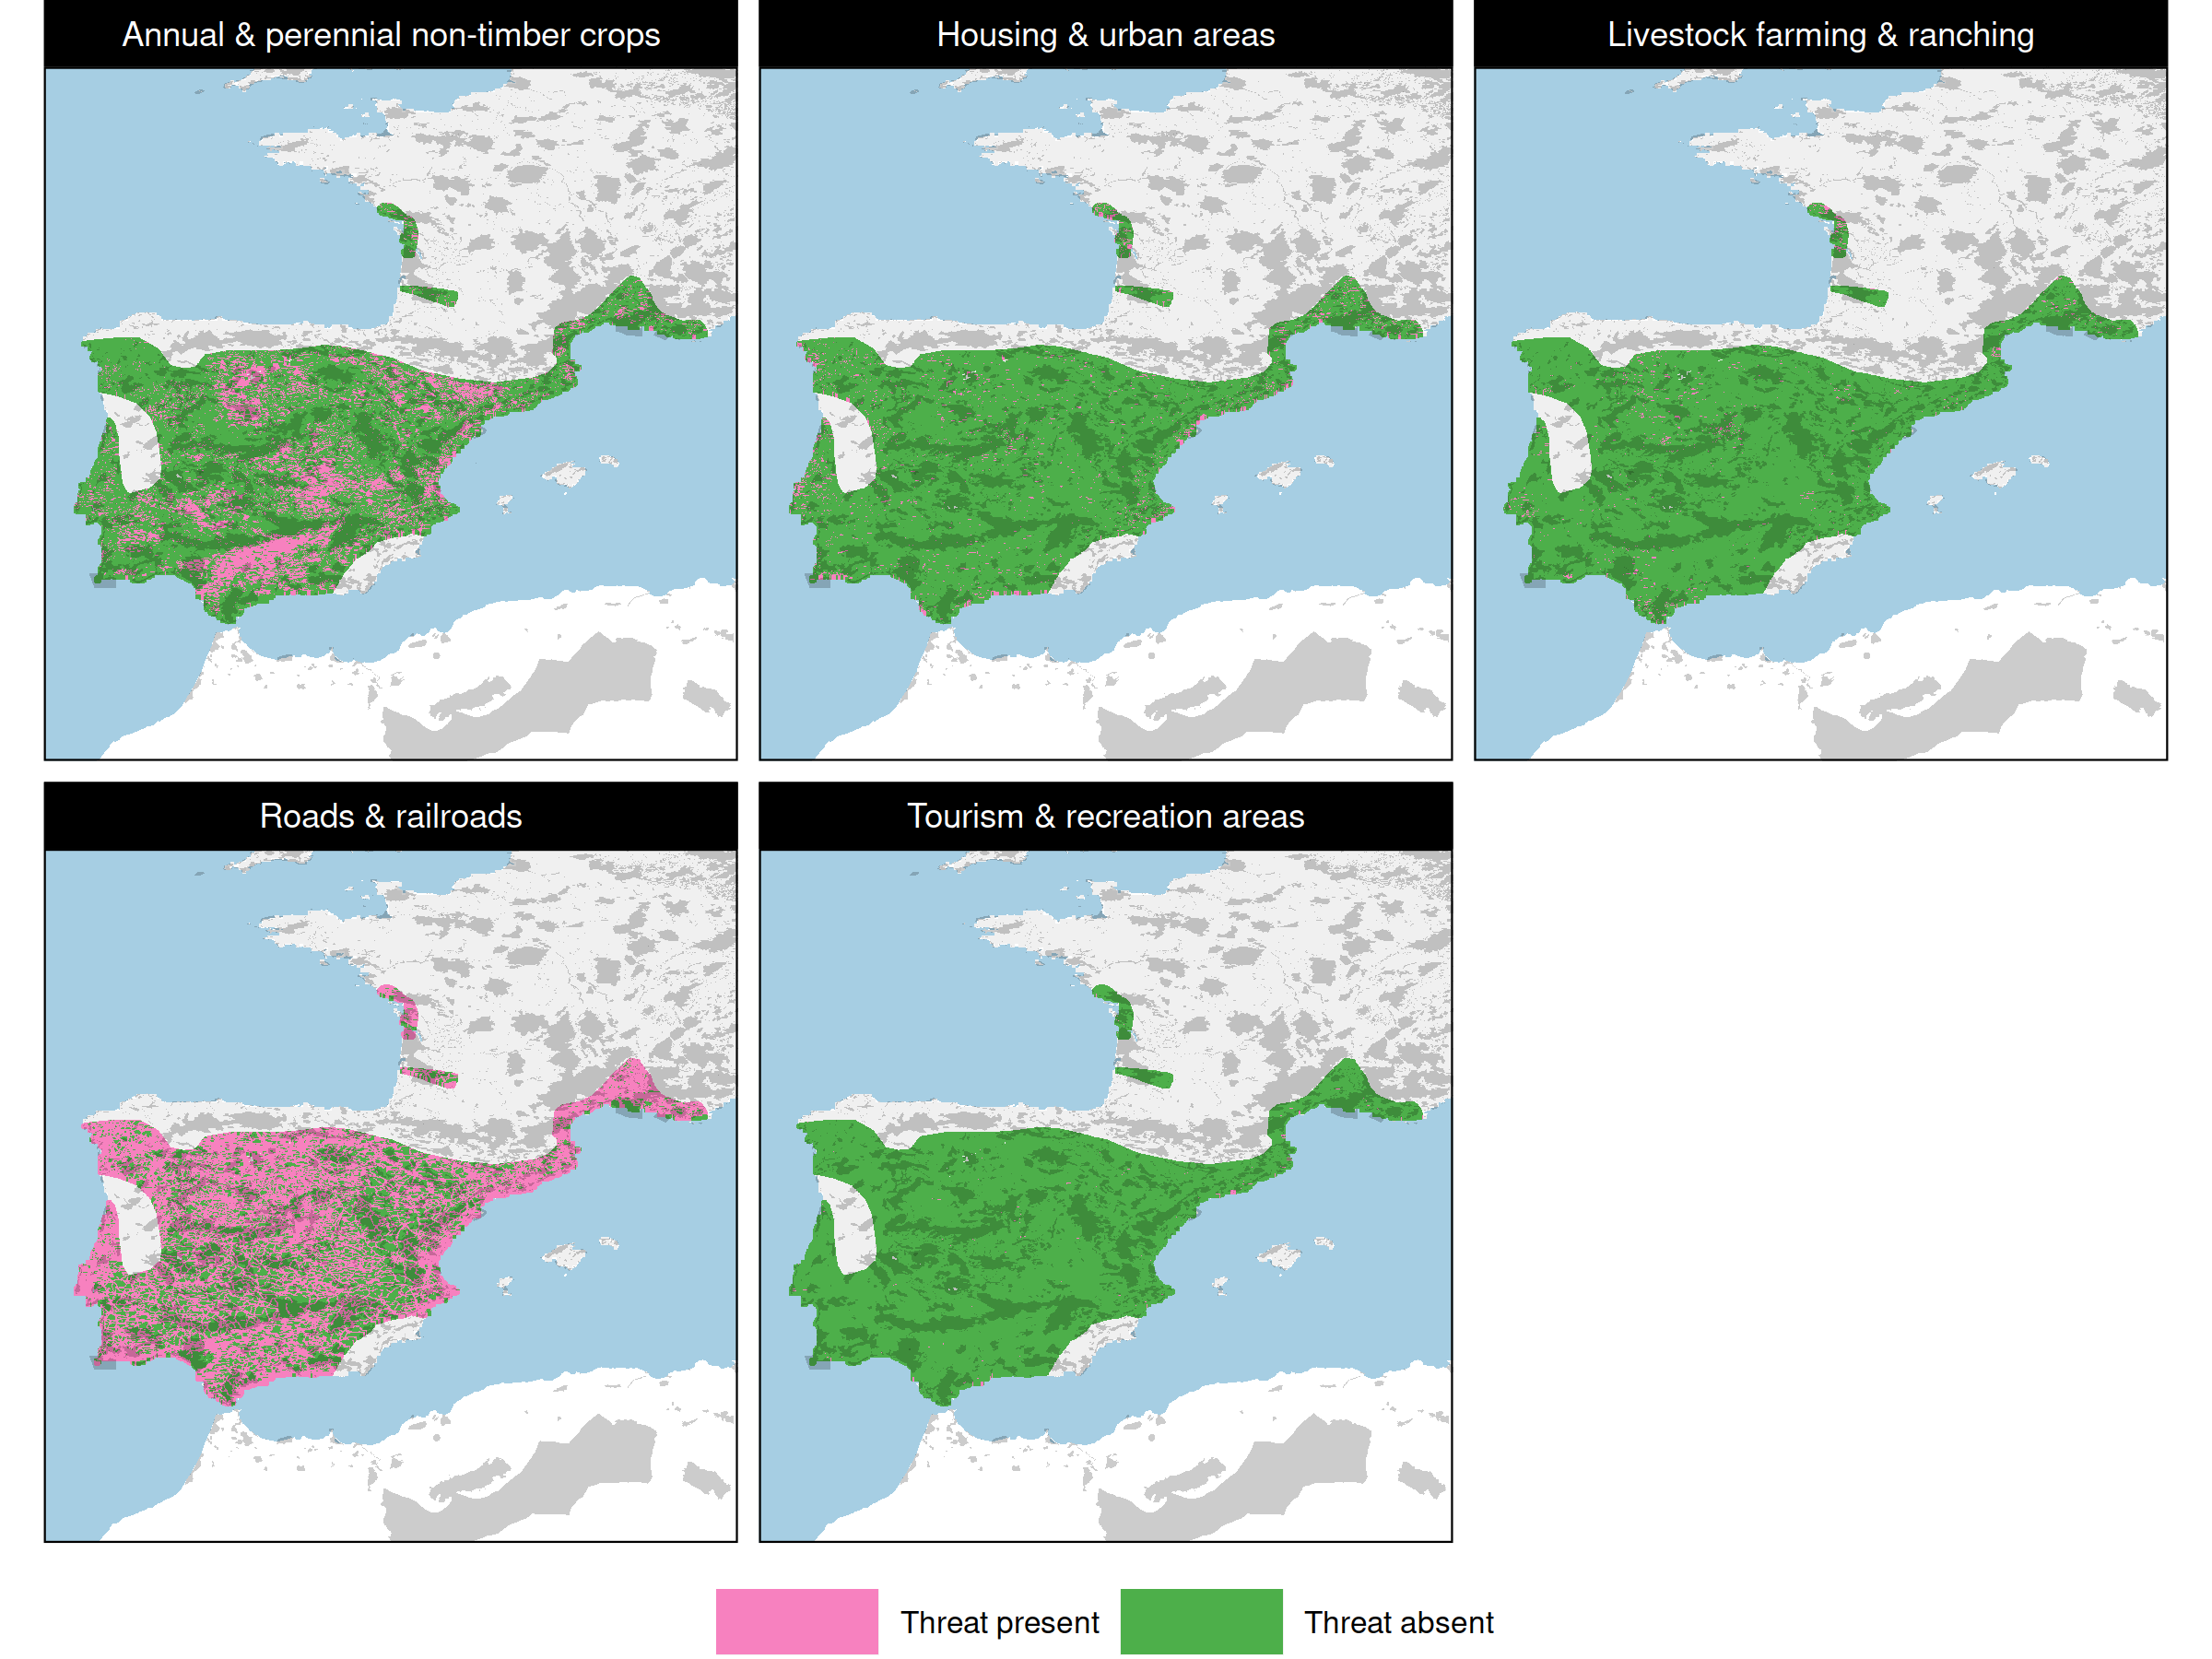 Annual & perennial non-timber crops
Housing & urban areas
Livestock farming & ranching
Roads & railroads
Tourism & recreation areas
Threat present
Threat absent